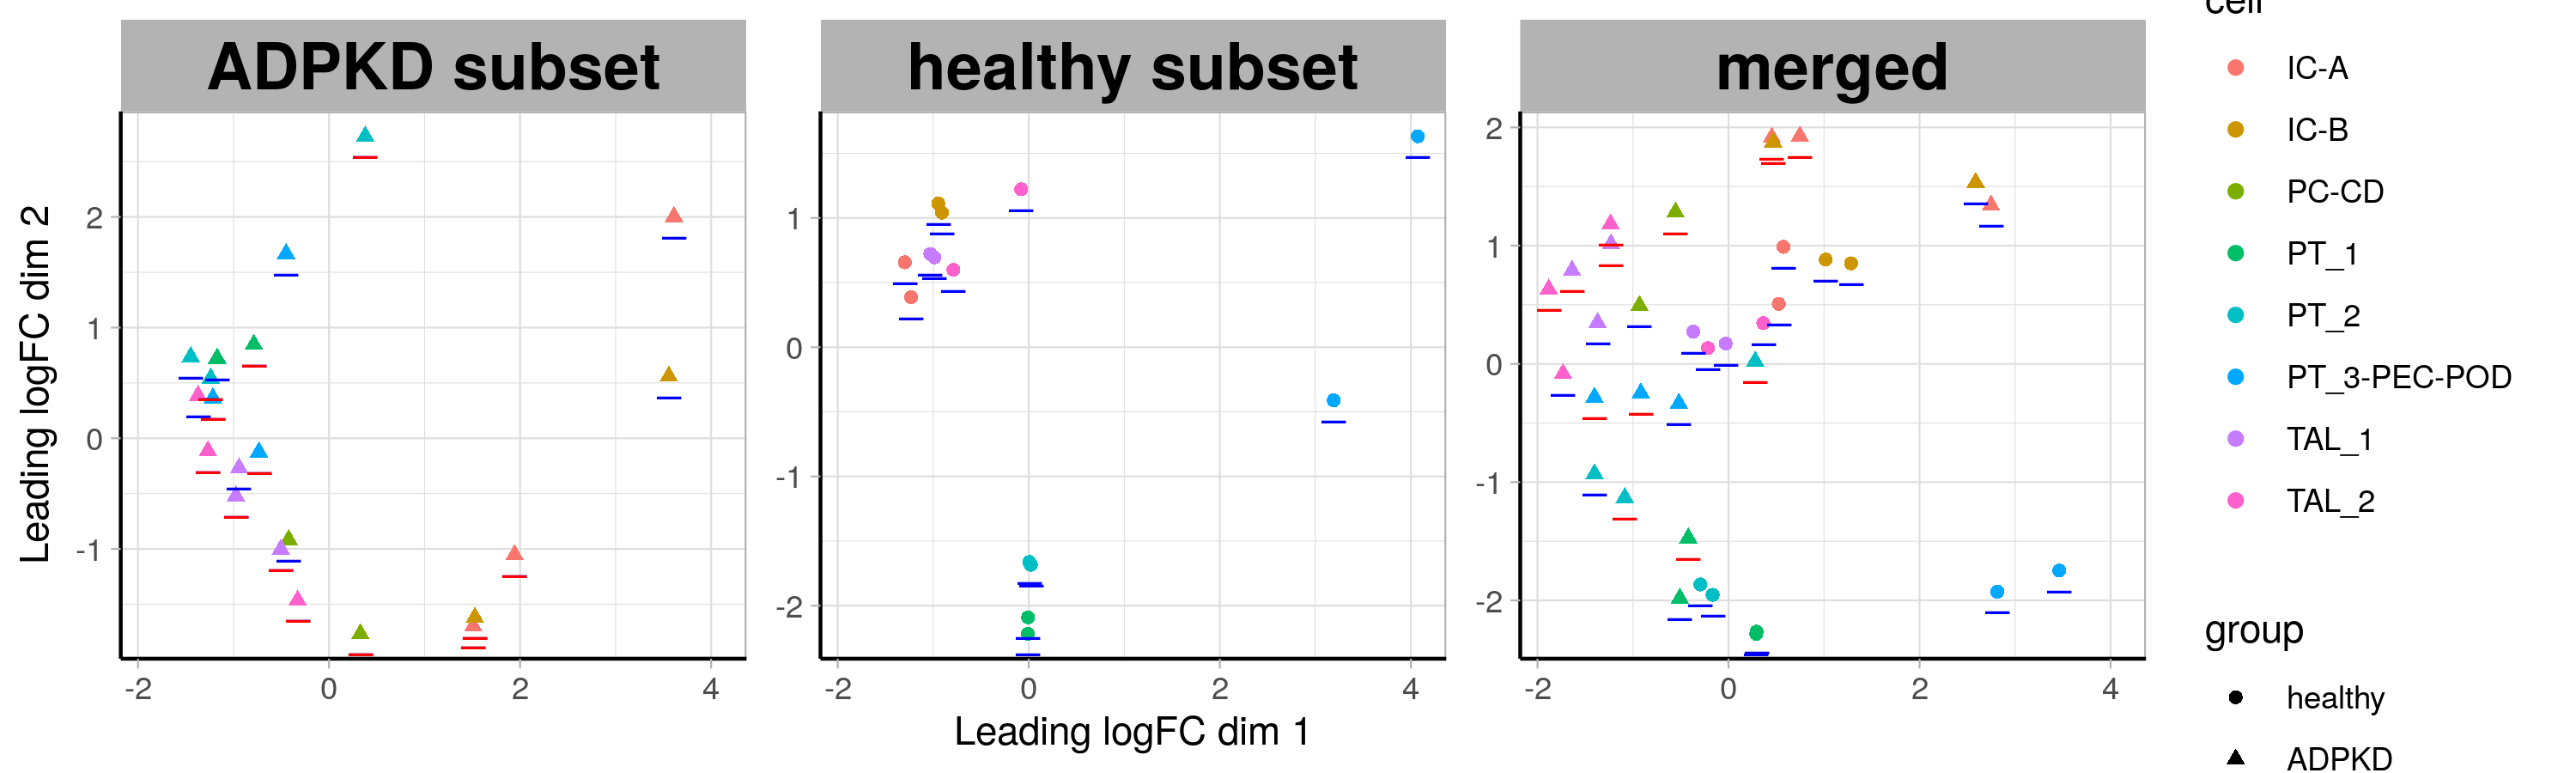 ADPKD subset
healthy subset
merged
Leading logFC dim 2
2
1
0
-1
-2
0
2
4
1
0
-1
-2
-2
0
2
4
2
1
0
-1
-2
-2
0
2
4
Leading logFC dim 1
cell
IC-A
IC-B
PC-CD
PT_1
PT_2
PT_3-PEC-POD
TAL_1
TAL_2
group
healthy
ADPKD